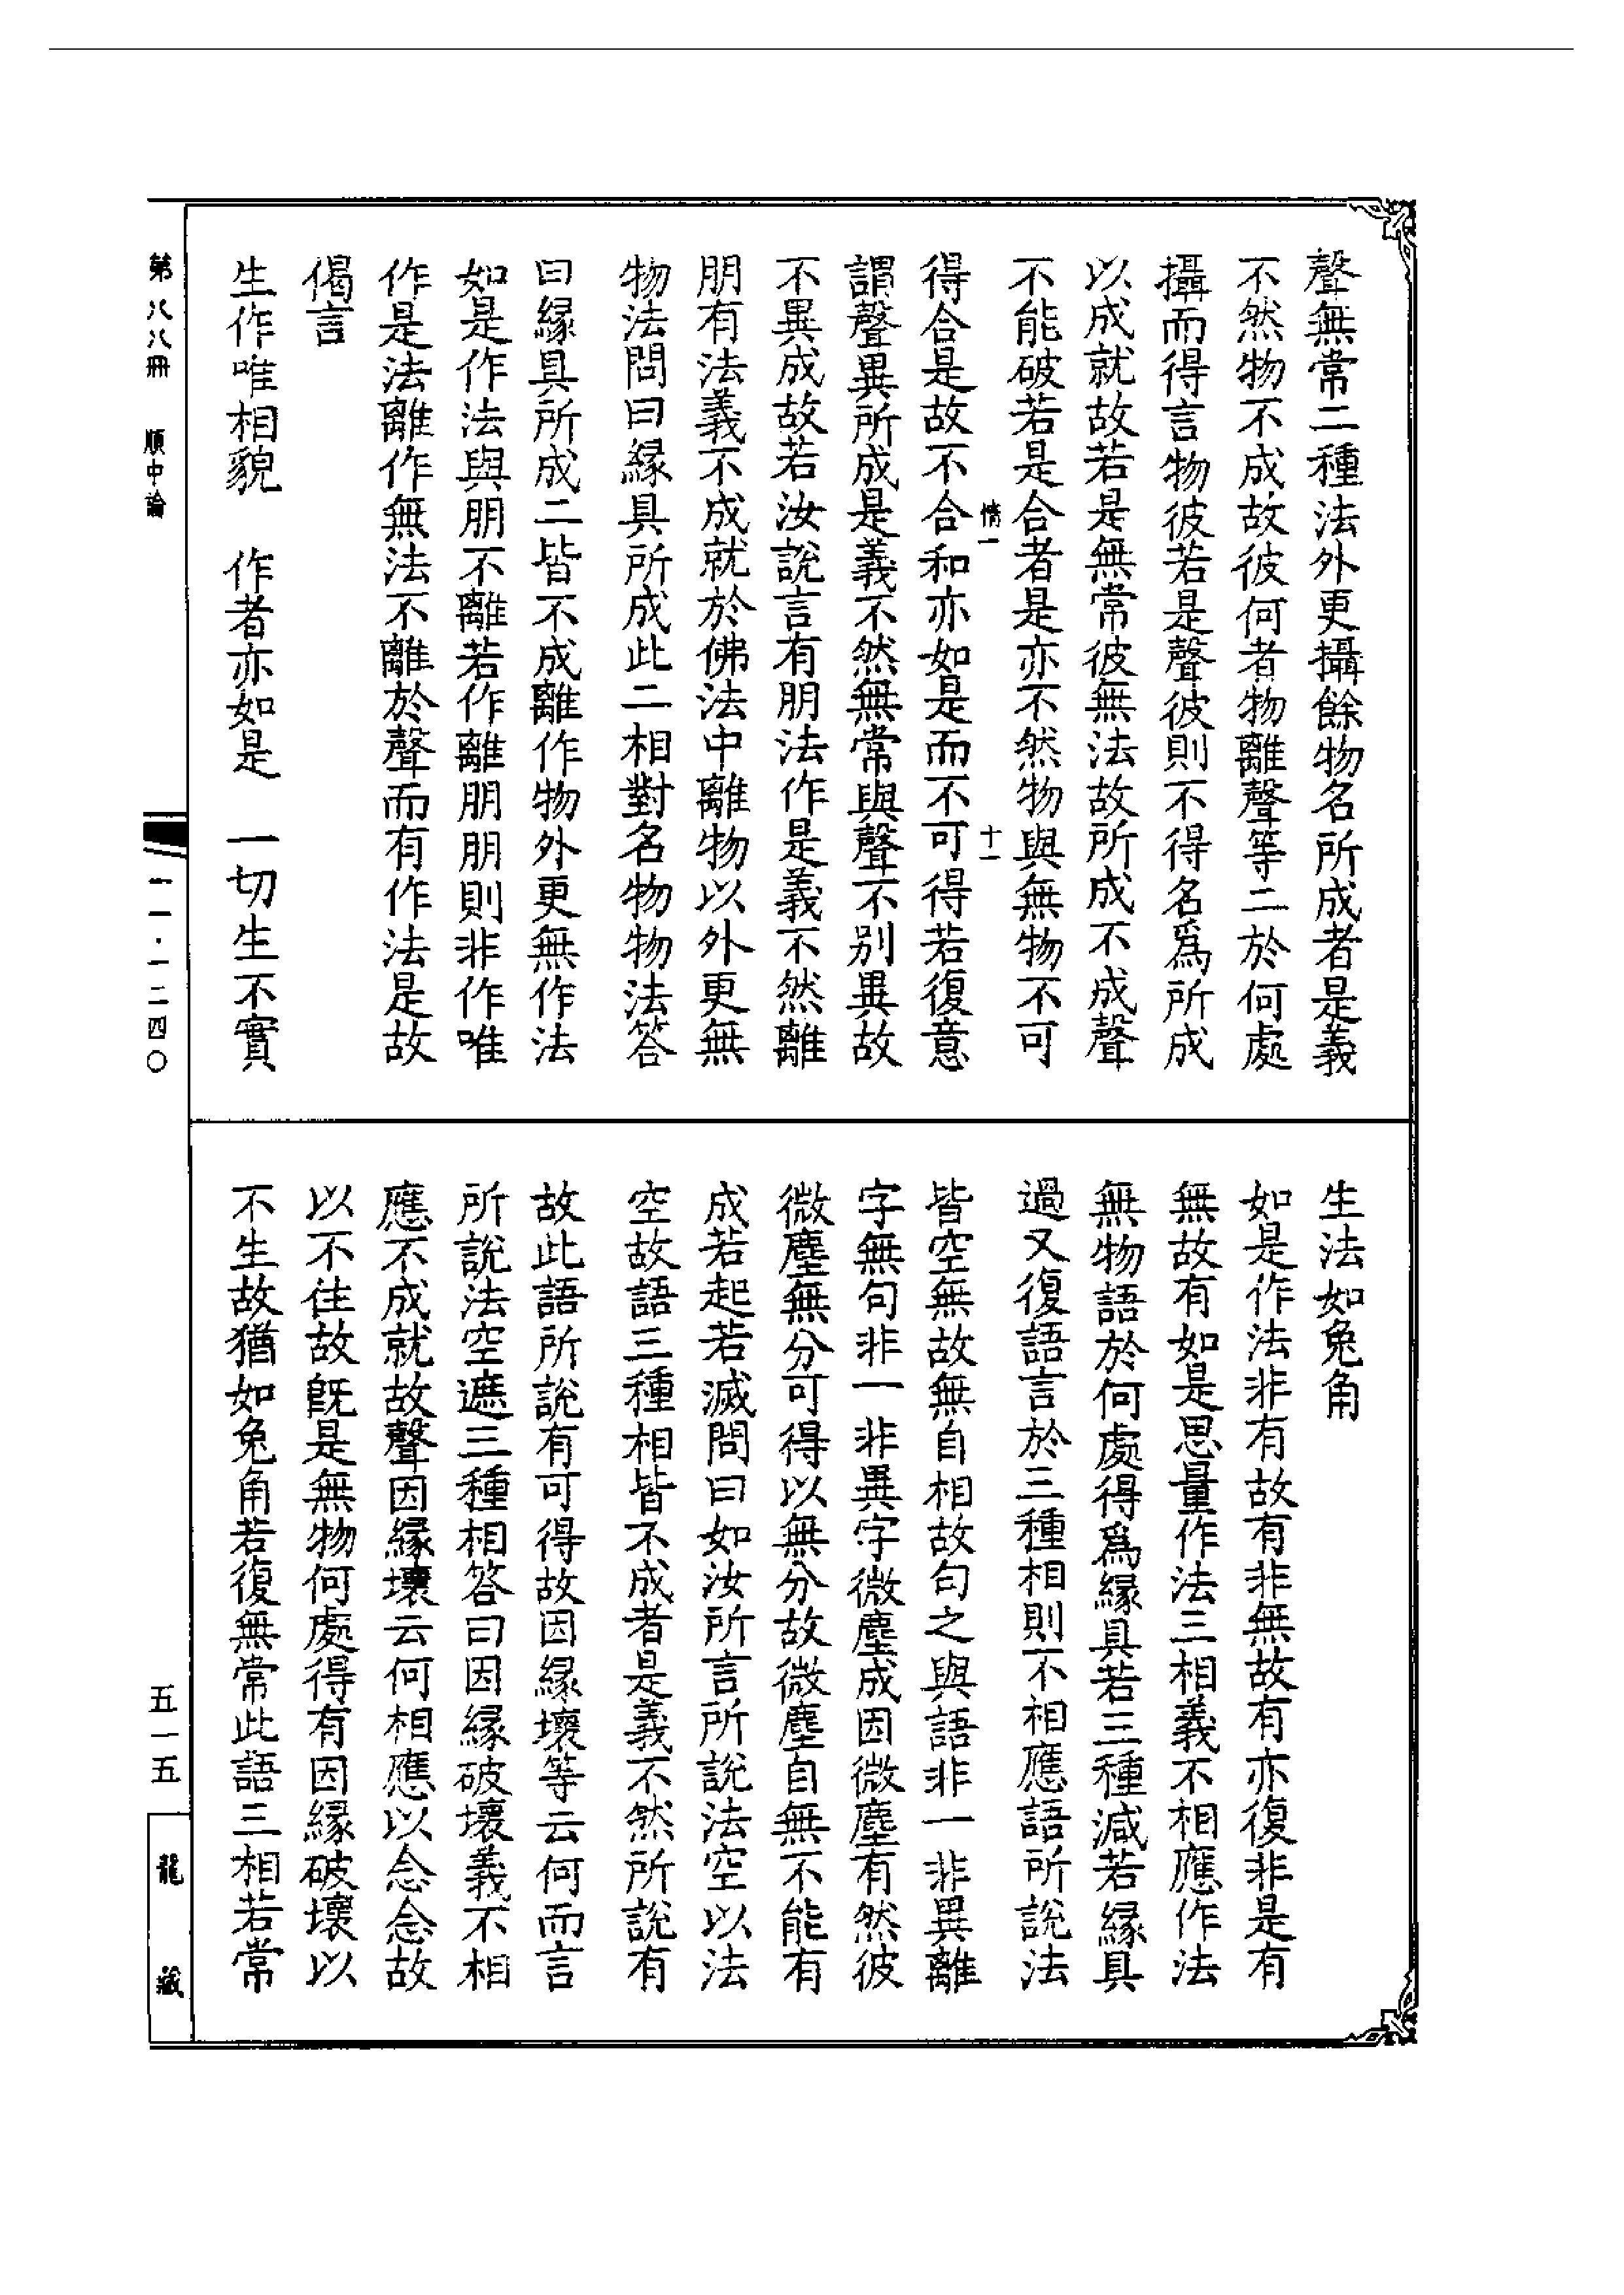 聲無常二種法外更攝餘物名所成者是義
不然物不成故彼何者物離聲等二於何處
攝而得言物彼若是聲彼則不得名爲所成
以成就故若是無常彼無法故所成不成聲
不能破若是合者是亦不然物與無物不可
情一
十一
得合是故不合和亦如是而不可得若復意
謂聲異所成是義不然無常與聲不别異故
不異成故若汝說言有朋法作是義不然離
朋有法義不成就於佛法中離物以外更無
物法問曰緣具所成此二相對名物物法答
曰緣具所成二皆不成離作物外更無作法
如是作法與朋不離若作離朋朋則非作唯
作是法離作無法不離於聲而有作法是故
偈言
生作唯相貌 作者亦如是 一切生不實
生法如兔角
如是作法非有故有非無故有亦復非是有
無故有如是思量作法三相義不相應作法
無物語於何處得爲緣具若三種減若緣具
過又復語言於三種相則不相應語所說法
皆空無故無自相故句之與語非一非異離
字無句非一非異字微塵成因微塵有然彼
微塵無分可得以無分故微塵自無不能有
成若起若滅問曰如汝所言所說法空以法
空故語三種相皆不成者是義不然所說有
故此語所說有可得故因緣壞等云何而言
所說法空遮三種相答曰因緣破壞義不相
應不成就故聲因緣壞云何相應以念念故
以不住故旣是無物何處得有因緣破壞以
不生故猶如兔角若復無常此語三相若常
第八八冊 順中論
一一·一二四〇
五一五
龍藏